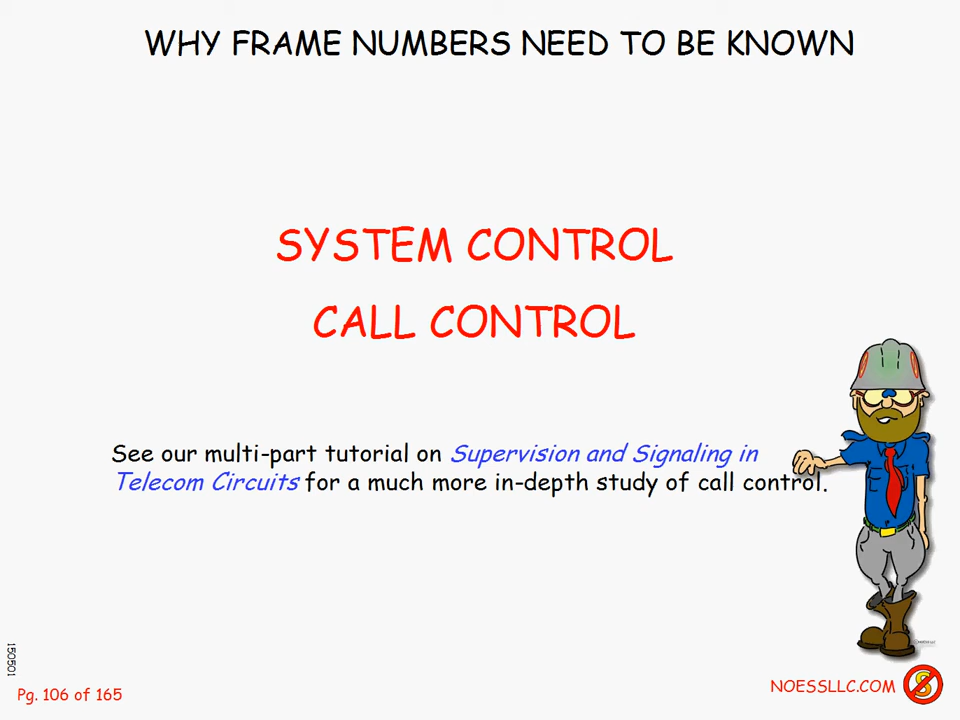 WHY FRAME NUMBERS NEED TO BE KNOWN
SYSTEM CONTROL
CALL CONTROL
See our multi-part tutorial on Supervision and Signaling in
Telecom Circuits for a much more in-depth study of call control.
150501
Pg. 106 of 165
NOESSLLC.COM
S